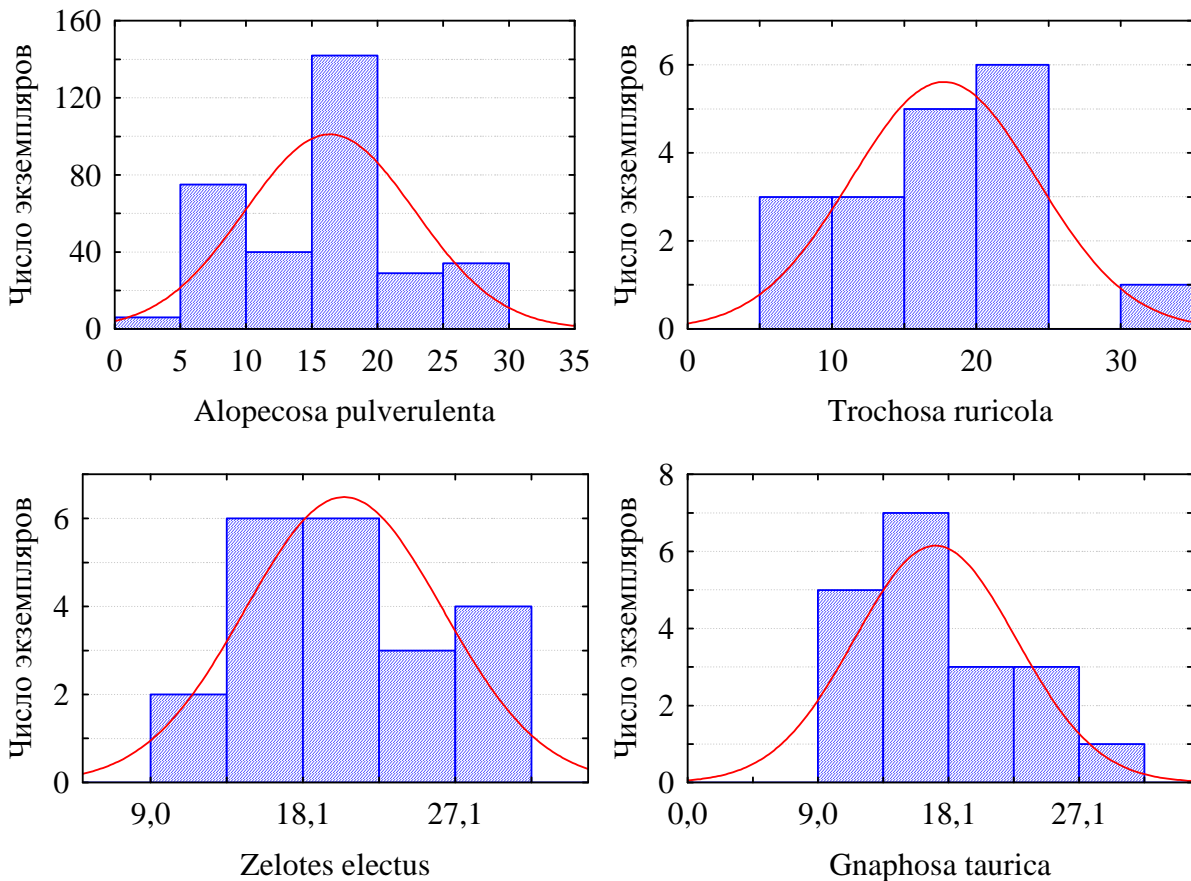 Число экземпляров
160
120
80
40
0
0 5 10 15 20 25 30 35
Alopecosa pulverulenta
Число экземпляров
6
4
2
0
0 10 20 30
Trochosa ruricola
Число экземпляров
6
4
2
0
9,0 18,1 27,1
Zelotes electus
Число экземпляров
8
6
4
2
0
0,0 9,0 18,1 27,1
Gnaphosa taurica